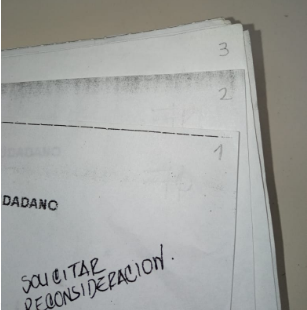 3
2
1
DADANO
SOLICITAR
RECONSIDERACION.